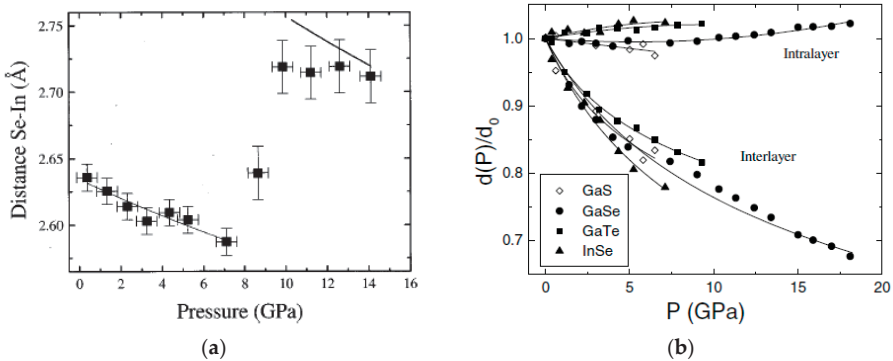 2.75
2.70
2.65
2.60
Distance Se-In (Å)
0 2 4 6 8 10 12 14 16
Pressure (GPa)
(a)
1.0
0.9
0.8
0.7
d(P)/d₀
Intralayer
Interlayer
GaS
GaSe
GaTe
InSe
0 5 10 15 20
P (GPa)
(b)